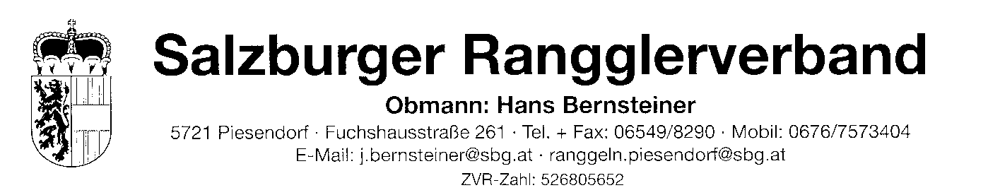 Salzburger Rangglerverband
Obmann: Hans Bernsteiner
5721 Piesendorf · Fuchshausstraße 261 · Tel. + Fax: 06549/8290 · Mobil: 0676/7573404
E-Mail: j.bernsteiner@sbg.at · ranggeln.piesendorf@sbg.at
ZVR-Zahl: 526805652